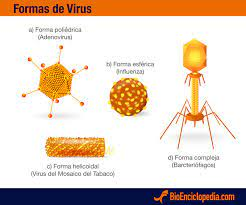 Formas de Virus
a) Forma poliédrica
(Adenovirus)
b) Forma esférica
(Influenza)
c) Forma helicoidal
(Virus del Mosaico del Tabaco)
d) Forma compleja
(Barcteriófagos)
BioEnciclopedia.com